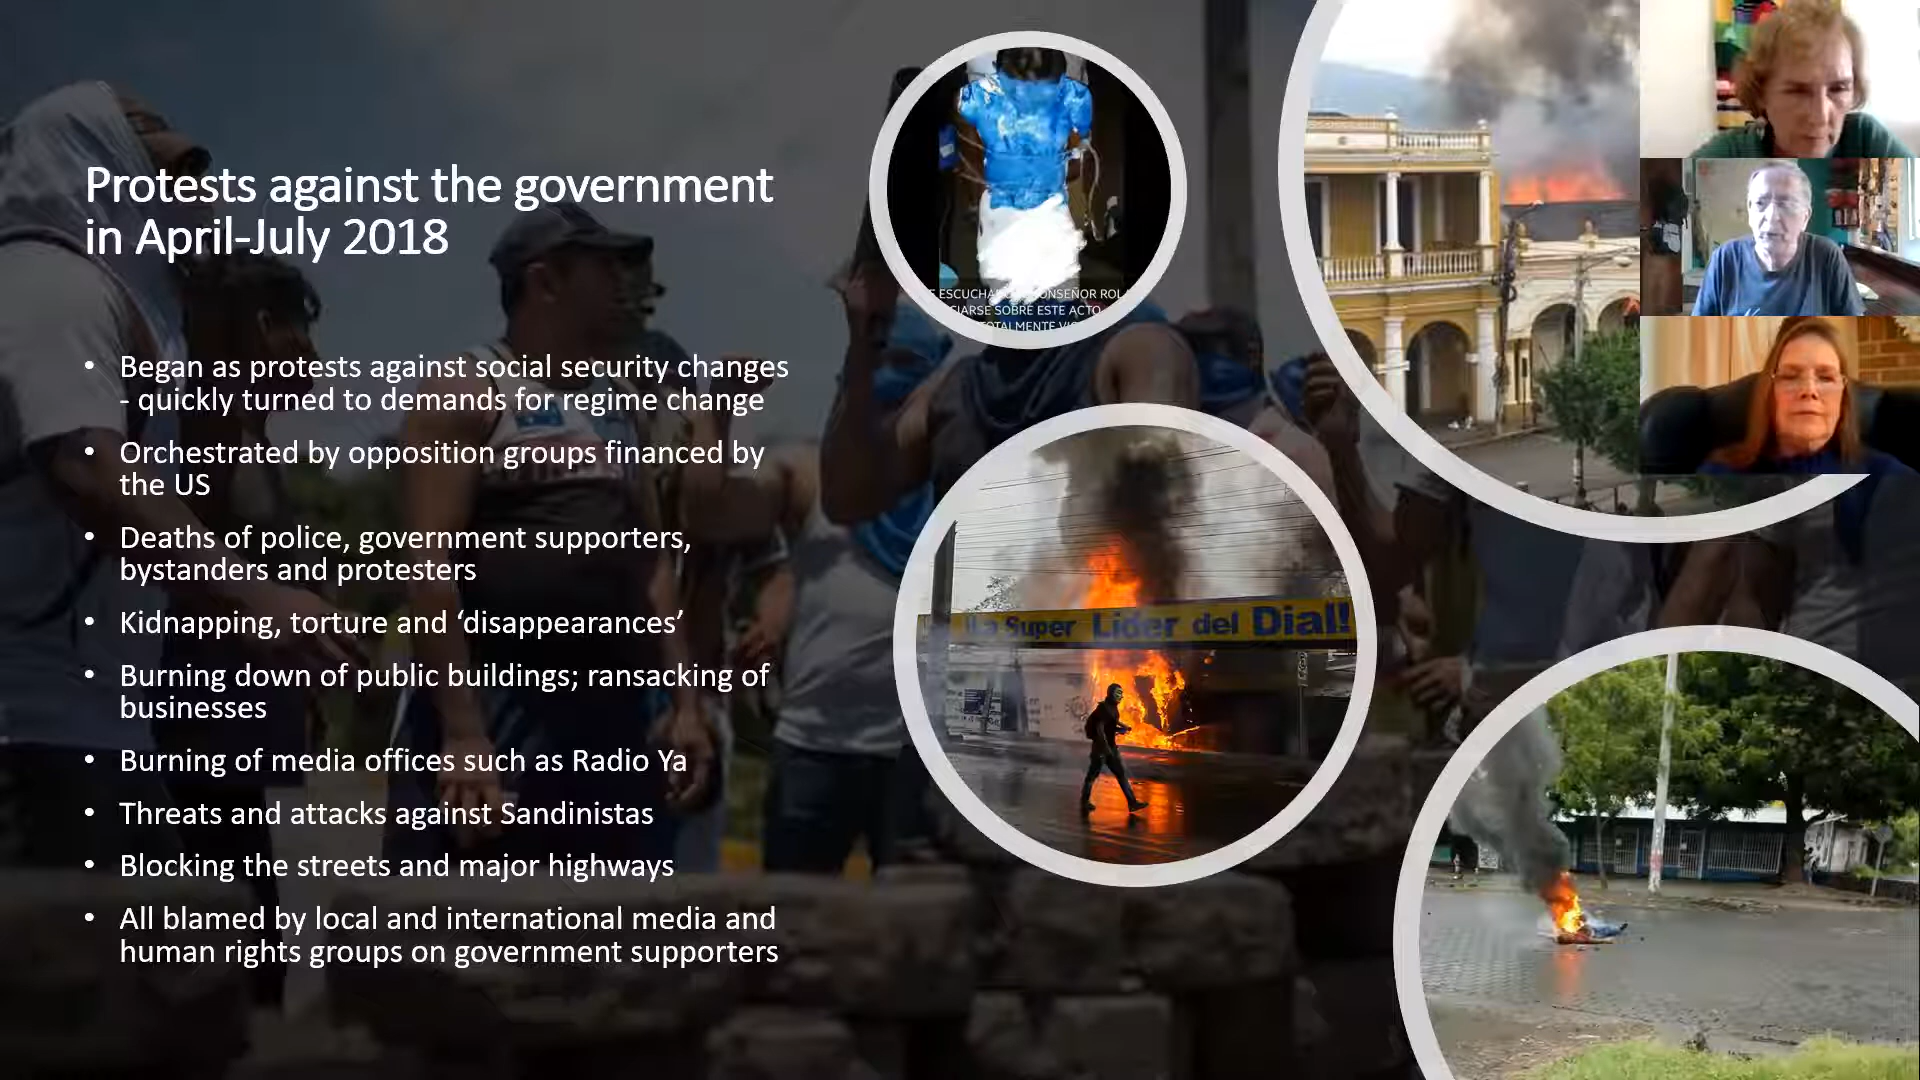 Protests against the government
in April-July 2018
• Began as protests against social security changes
- quickly turned to demands for regime change
• Orchestrated by opposition groups financed by
the US
• Deaths of police, government supporters,
bystanders and protesters
• Kidnapping, torture and ‘disappearances’
• Burning down of public buildings; ransacking of
businesses
• Burning of media offices such as Radio Ya
• Threats and attacks against Sandinistas
• Blocking the streets and major highways
• All blamed by local and international media and
human rights groups on government supporters
SOBRE ESTE ACTO
TOTALMENTE
¡La Super Lider del Dial!